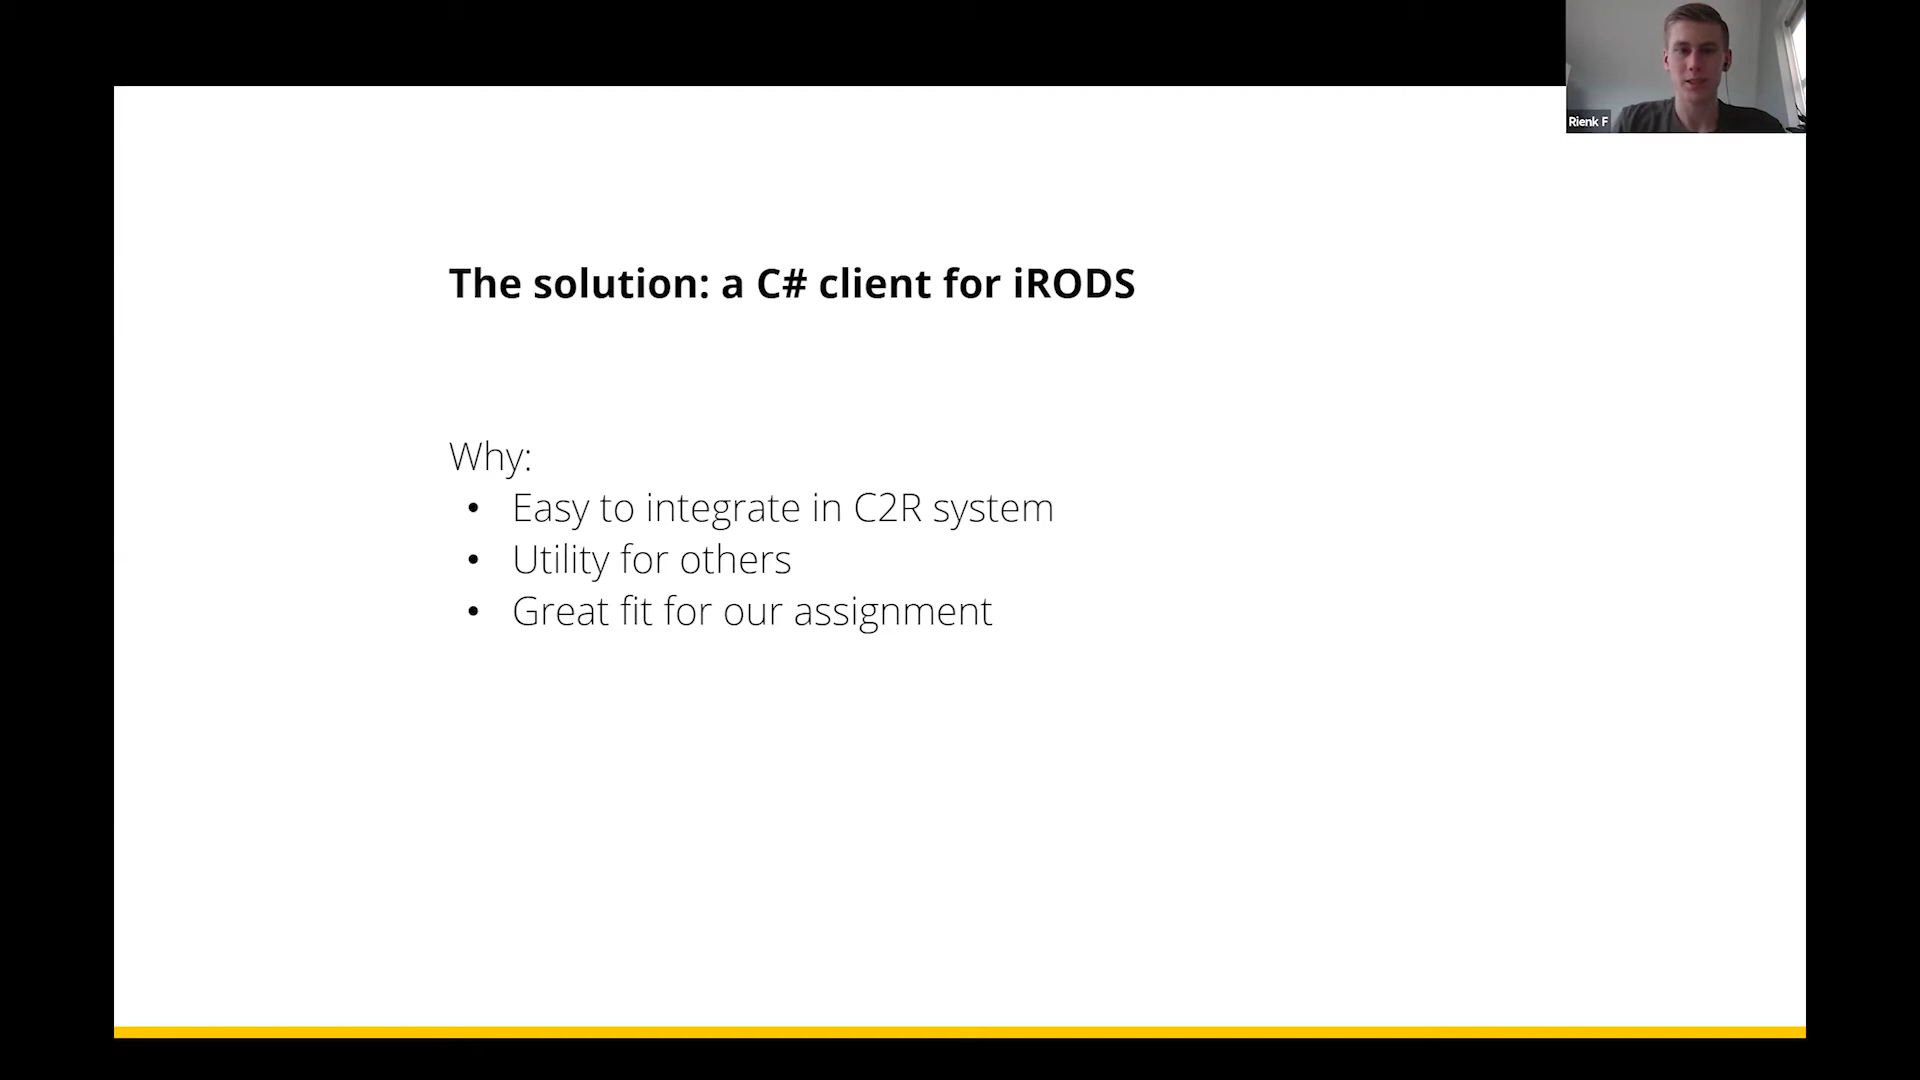 Rienk F
The solution: a C# client for iRODS
Why:
• Easy to integrate in C2R system
• Utility for others
• Great fit for our assignment